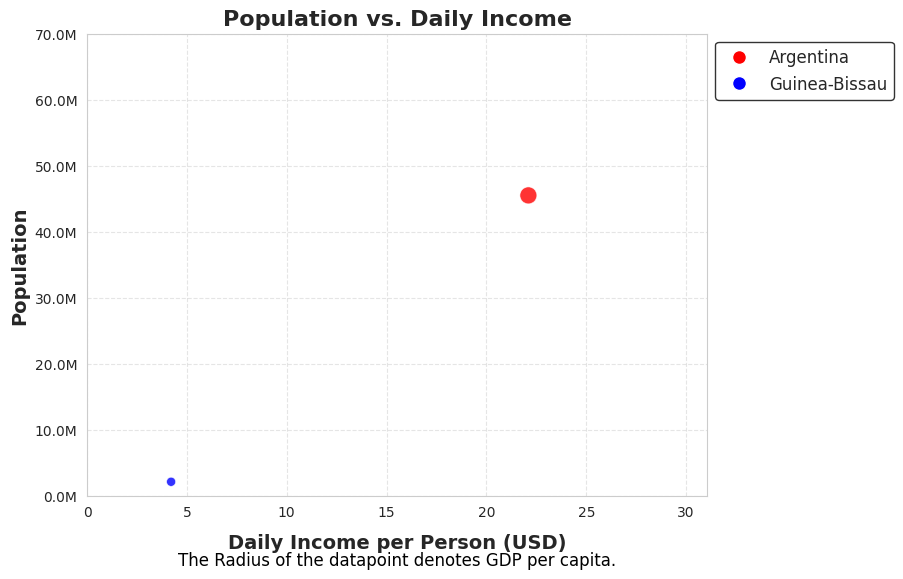 Population vs. Daily Income
70.0M
60.0M
50.0M
40.0M
30.0M
20.0M
10.0M
0.0M
Population
0 5 10 15 20 25 30
Daily Income per Person (USD)
The Radius of the datapoint denotes GDP per capita.
Argentina
Guinea-Bissau